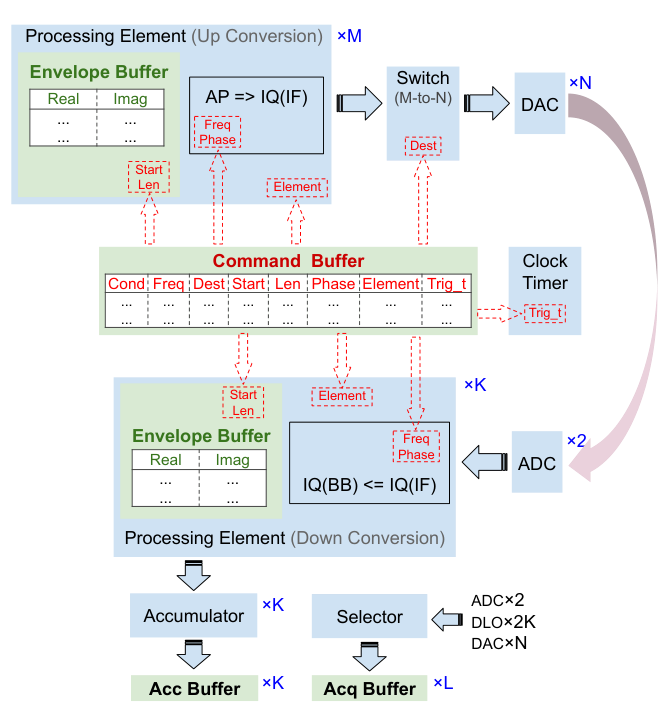 Processing Element (Up Conversion) ×M
Envelope Buffer
Real Imag
... ...
... ...
Start
Len
AP => IQ(IF)
Freq
Phase
Element
Switch
(M-to-N)
Dest
×N
DAC
Command Buffer
Cond Freq Dest Start Len Phase Element Trig_t
... ... ... ... ... ... ... ...
... ... ... ... ... ... ... ...
Clock
Timer
Trig_t
×K
Start
Len
Element
Envelope Buffer
Real Imag
... ...
... ...
Freq
Phase
IQ(BB) <= IQ(IF)
Processing Element (Down Conversion)
×2
ADC
Accumulator ×K
Selector
ADC×2
DLO×2K
DAC×N
Acc Buffer ×K
Acq Buffer ×L